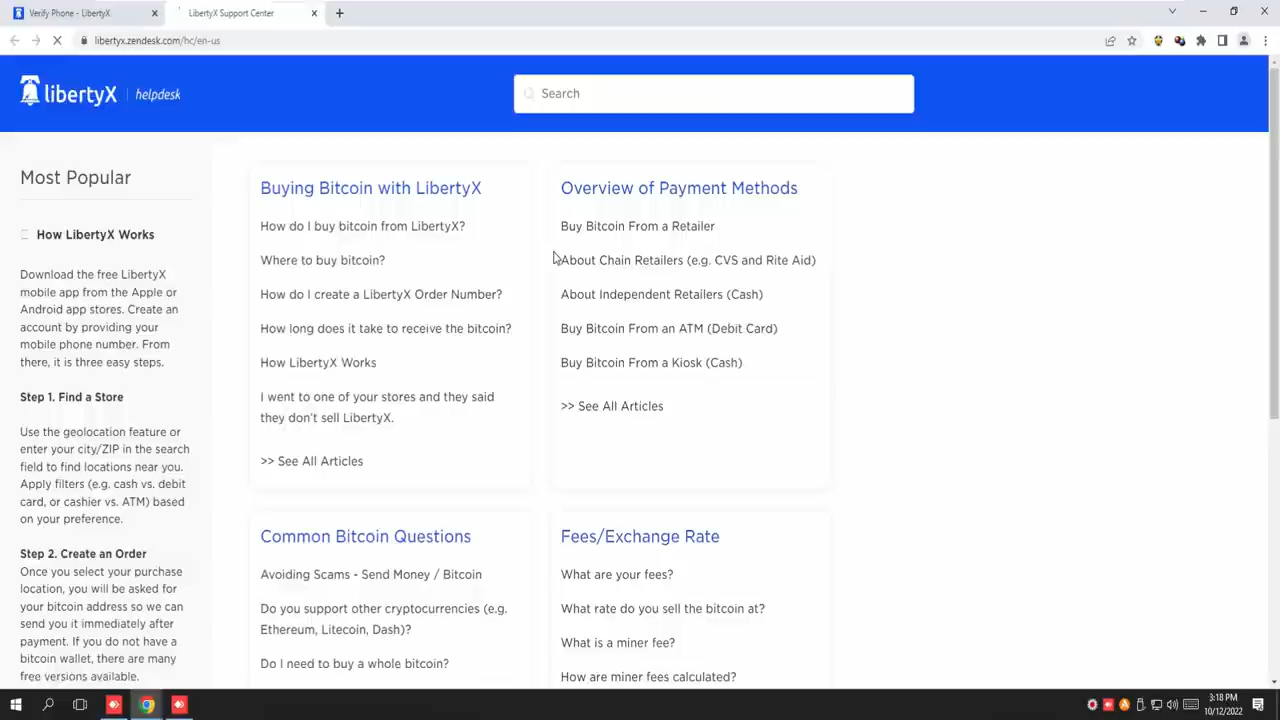 Verify Phone - LibertyX
LibertyX Support Center
libertyx.zendesk.com/hc/en-us
libertyX | helpdesk
Search
Most Popular
How LibertyX Works
Download the free LibertyX
mobile app from the Apple or
Android app stores. Create an
account by providing your
mobile phone number. From
there, it is three easy steps.
Step 1. Find a Store
Use the geolocation feature or
enter your city/ZIP in the search
field to find locations near you.
Apply filters (e.g. cash vs. debit
card, or cashier vs. ATM) based
on your preference.
Step 2. Create an Order
Once you select your purchase
location, you will be asked for
your bitcoin address so we can
send you it immediately after
payment. If you do not have a
bitcoin wallet, there are many
free versions available.
Buying Bitcoin with LibertyX
How do I buy bitcoin from LibertyX?
Where to buy bitcoin?
How do I create a LibertyX Order Number?
How long does it take to receive the bitcoin?
How LibertyX Works
I went to one of your stores and they said
they don't sell LibertyX.
>> See All Articles
Overview of Payment Methods
Buy Bitcoin From a Retailer
About Chain Retailers (e.g. CVS and Rite Aid)
About Independent Retailers (Cash)
Buy Bitcoin From an ATM (Debit Card)
Buy Bitcoin From a Kiosk (Cash)
>> See All Articles
Common Bitcoin Questions
Avoiding Scams - Send Money / Bitcoin
Do you support other cryptocurrencies (e.g.
Ethereum, Litecoin, Dash)?
Do I need to buy a whole bitcoin?
Fees/Exchange Rate
What are your fees?
What rate do you sell the bitcoin at?
What is a miner fee?
How are miner fees calculated?
3:18 PM
10/12/2022